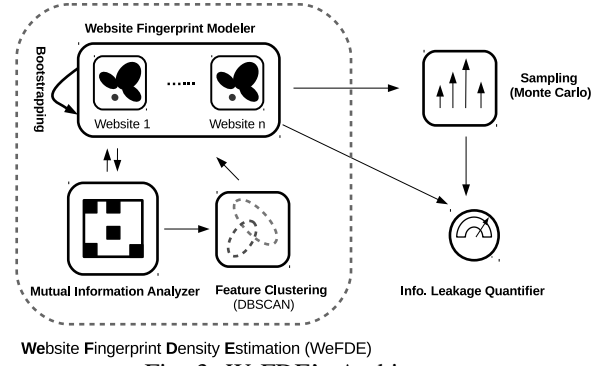 Website Fingerprint Modeler
Bootstrapping
......
Website 1
Website n
Sampling
(Monte Carlo)
Mutual Information Analyzer
Feature Clustering
(DBSCAN)
Info. Leakage Quantifier
Website Fingerprint Density Estimation (WeFDE)